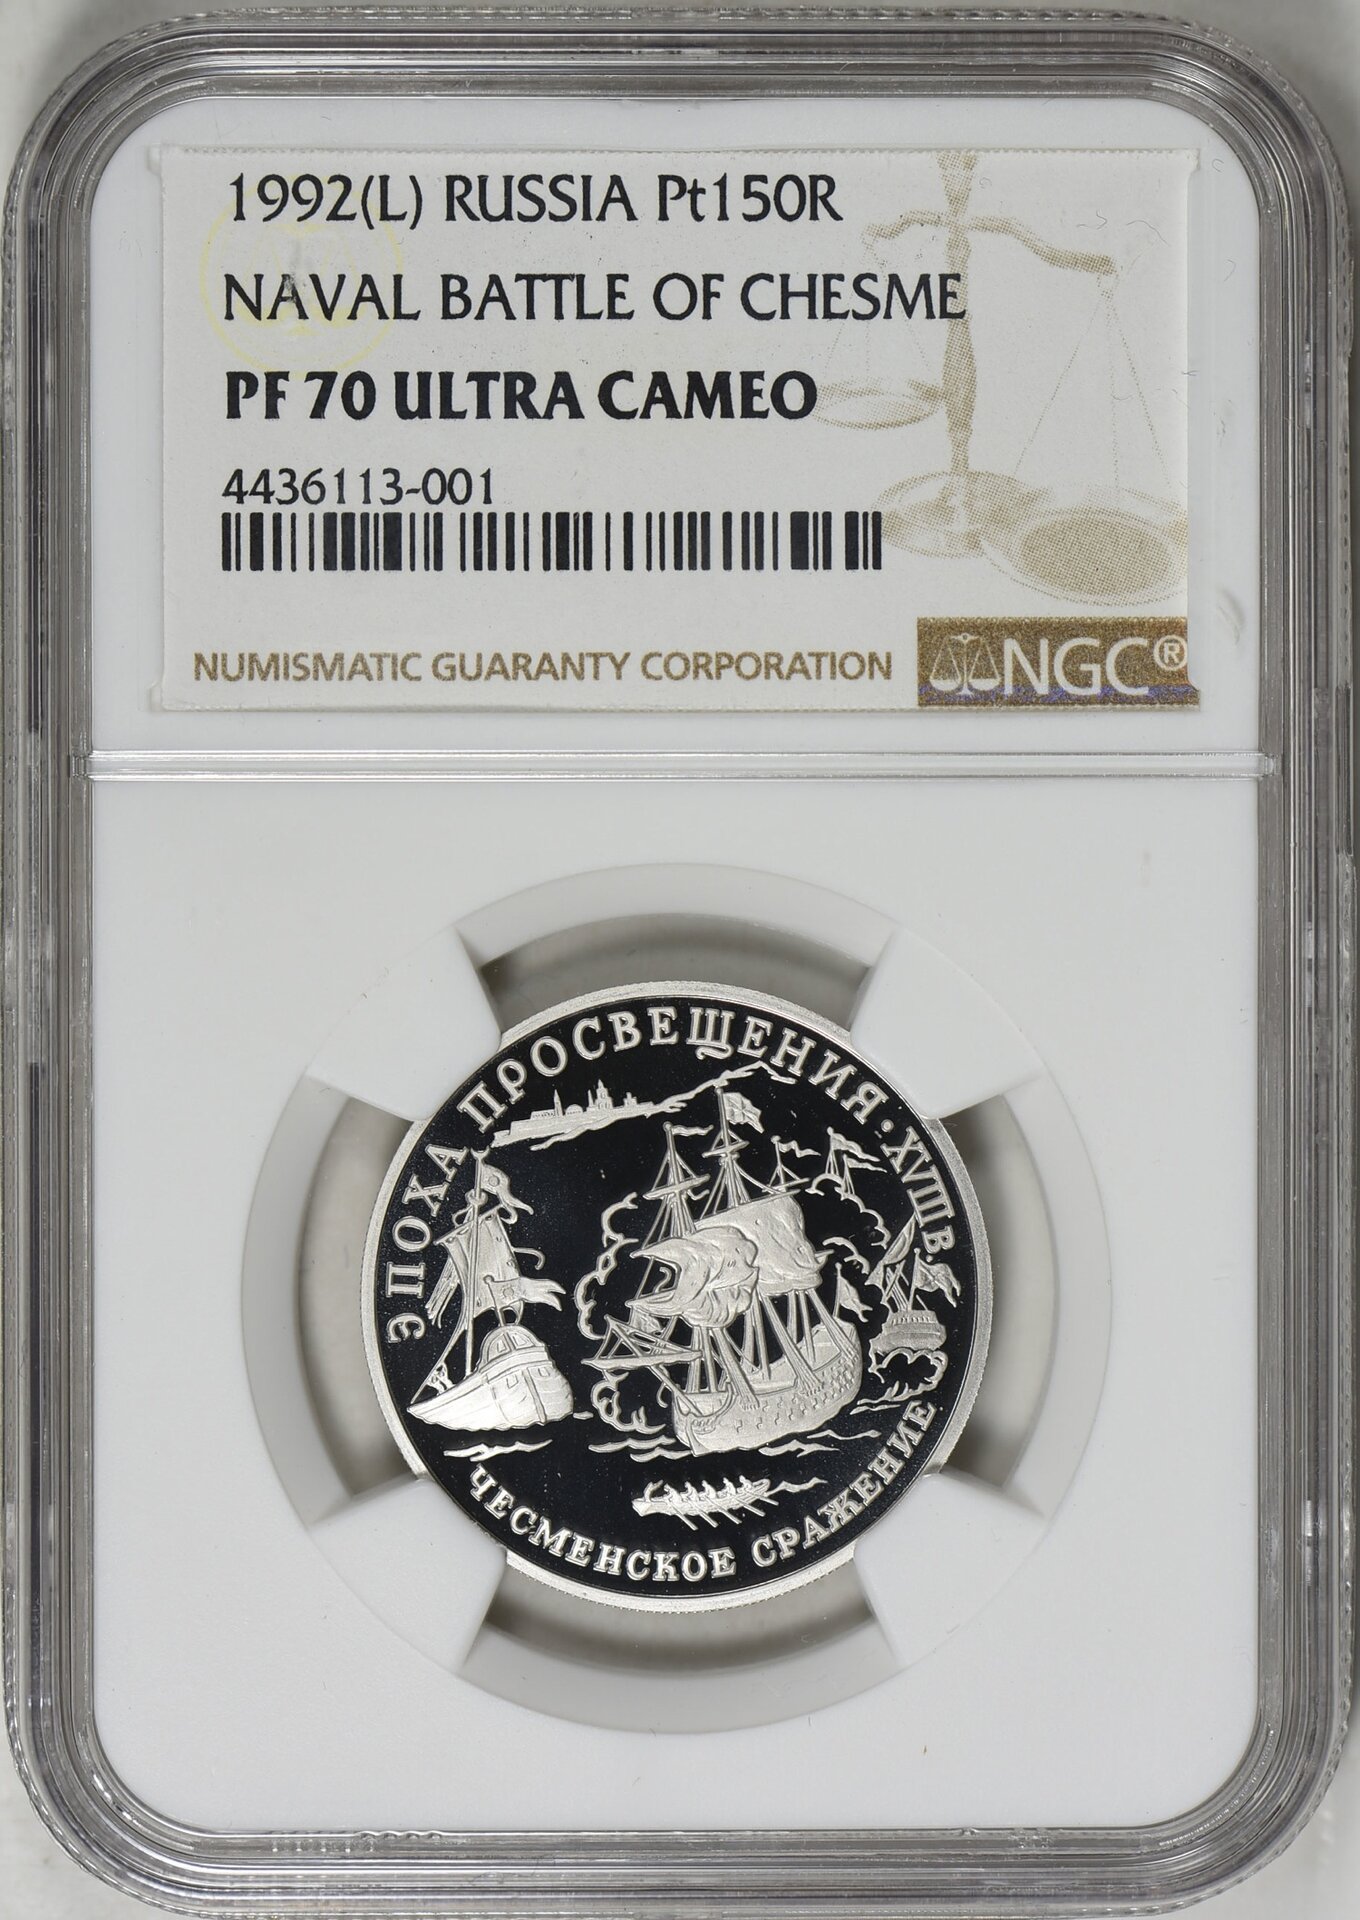 1992(L) RUSSIA Pt150R
NAVAL BATTLE OF CHESME
PF 70 ULTRA CAMEO
4436113-001
NUMISMATIC GUARANTY CORPORATION
NGC®
ЭПОХА ПРОСВЕЩЕНИЯ · XVIII В.
ЧЕСМЕНСКОЕ СРАЖЕНИЕ